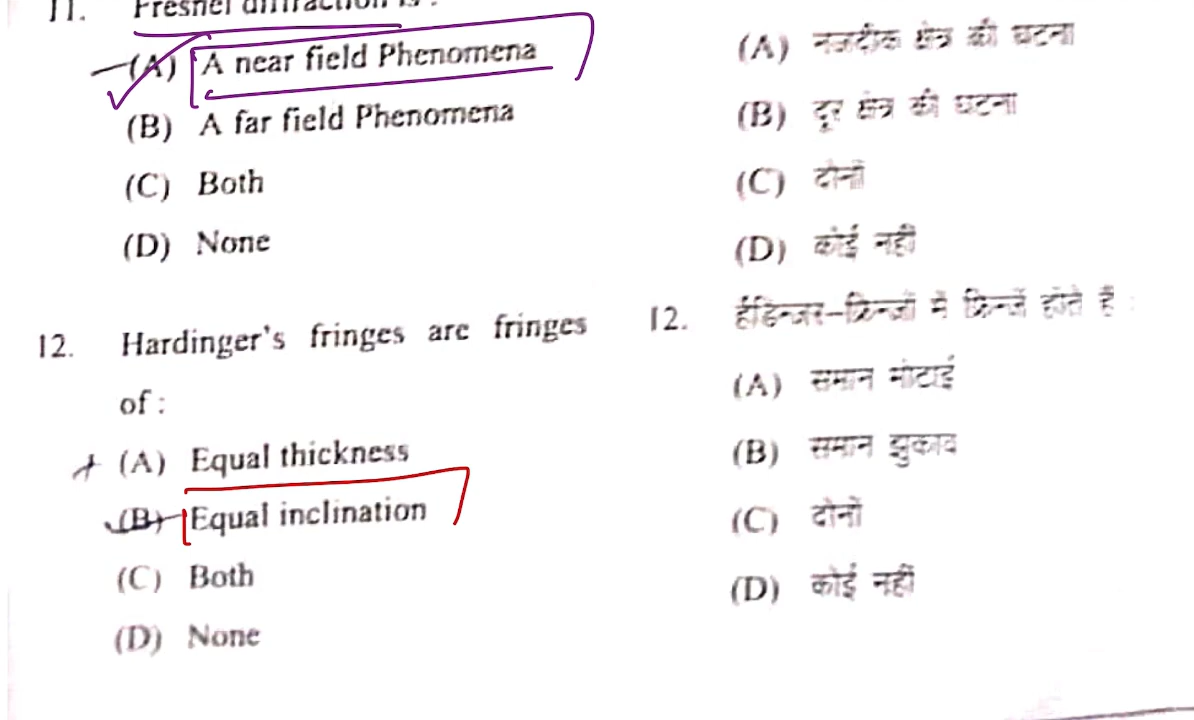 11. Fresnel diffraction is :
(A) A near field Phenomena
(B) A far field Phenomena
(C) Both
(D) None
12. Hardinger's fringes are fringes
of :
(A) Equal thickness
(B) Equal inclination
(C) Both
(D) None
(A) नजदीक क्षेत्र की घटना
(B) दूर क्षेत्र की घटना
(C) दोनों
(D) कोई नहीं
12. हैडिन्जर-फ्रिन्जों में फ्रिन्जें होते हैं :
(A) समान मोटाई
(B) समान झुकाव
(C) दोनों
(D) कोई नहीं